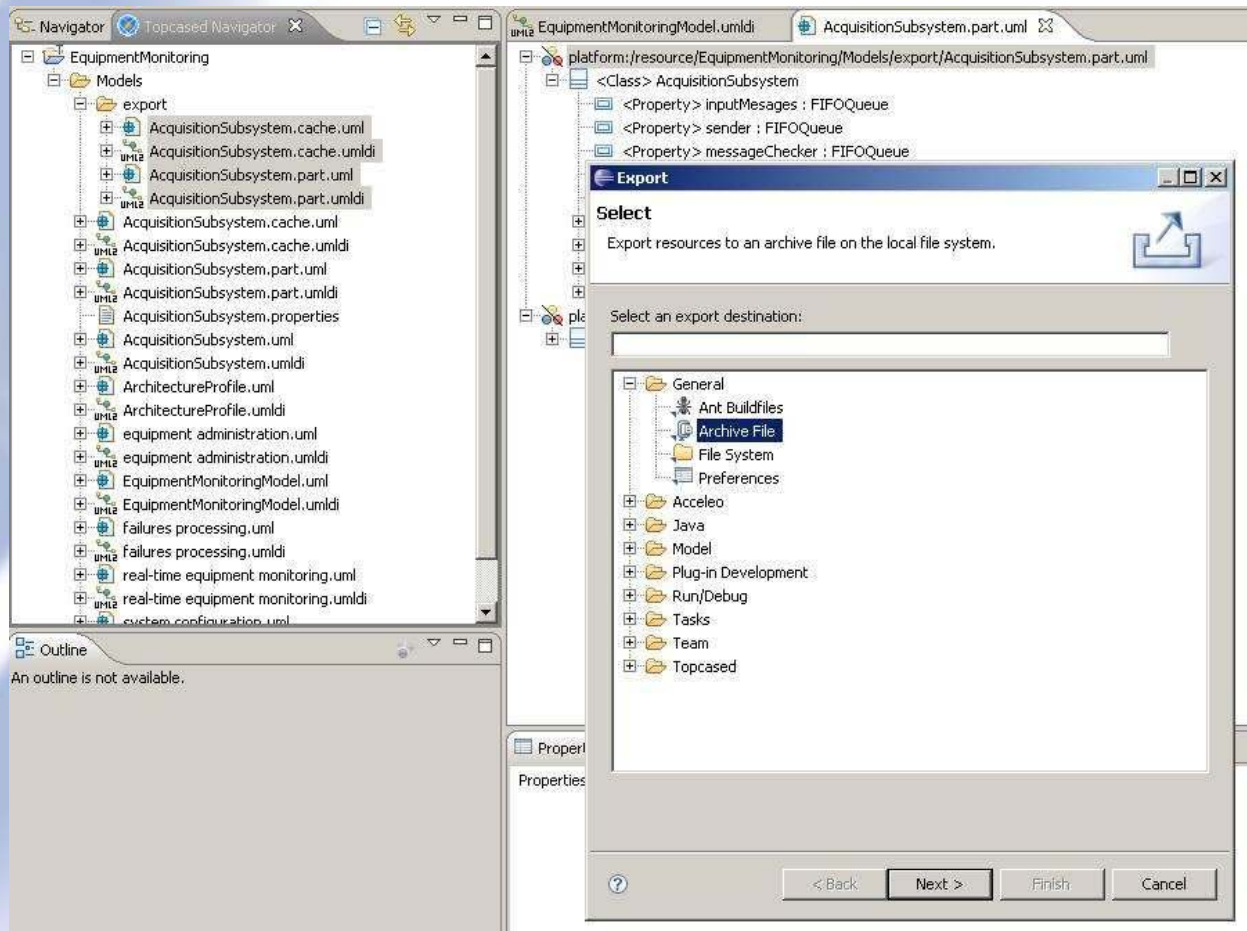 Navigator
Topcased Navigator
EquipmentMonitoring
Models
export
AcquisitionSubsystem.cache.uml
AcquisitionSubsystem.cache.umldi
AcquisitionSubsystem.part.uml
AcquisitionSubsystem.part.umldi
AcquisitionSubsystem.cache.uml
AcquisitionSubsystem.cache.umldi
AcquisitionSubsystem.part.uml
AcquisitionSubsystem.part.umldi
AcquisitionSubsystem.properties
AcquisitionSubsystem.uml
AcquisitionSubsystem.umldi
ArchitectureProfile.uml
ArchitectureProfile.umldi
equipment administration.uml
equipment administration.umldi
EquipmentMonitoringModel.uml
EquipmentMonitoringModel.umldi
failures processing.uml
failures processing.umldi
real-time equipment monitoring.uml
real-time equipment monitoring.umldi
system configuration.uml
Outline
An outline is not available.
EquipmentMonitoringModel.umldi
AcquisitionSubsystem.part.uml
platform:/resource/EquipmentMonitoring/Models/export/AcquisitionSubsystem.part.uml
<Class> AcquisitionSubsystem
<Property> inputMesages : FIFOQueue
<Property> sender : FIFOQueue
<Property> messageChecker : FIFOQueue
pla
Propert
Properties
Export
Select
Export resources to an archive file on the local file system.
Select an export destination:
General
Ant Buildfiles
Archive File
File System
Preferences
Acceleo
Java
Model
Plug-in Development
Run/Debug
Tasks
Team
Topcased
< Back
Next >
Finish
Cancel